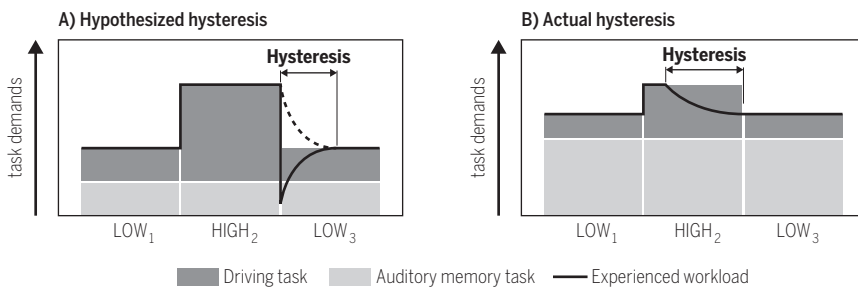 A) Hypothesized hysteresis
task demands
Hysteresis
LOW₁ HIGH₂ LOW₃
B) Actual hysteresis
task demands
Hysteresis
LOW₁ HIGH₂ LOW₃
Driving task Auditory memory task Experienced workload